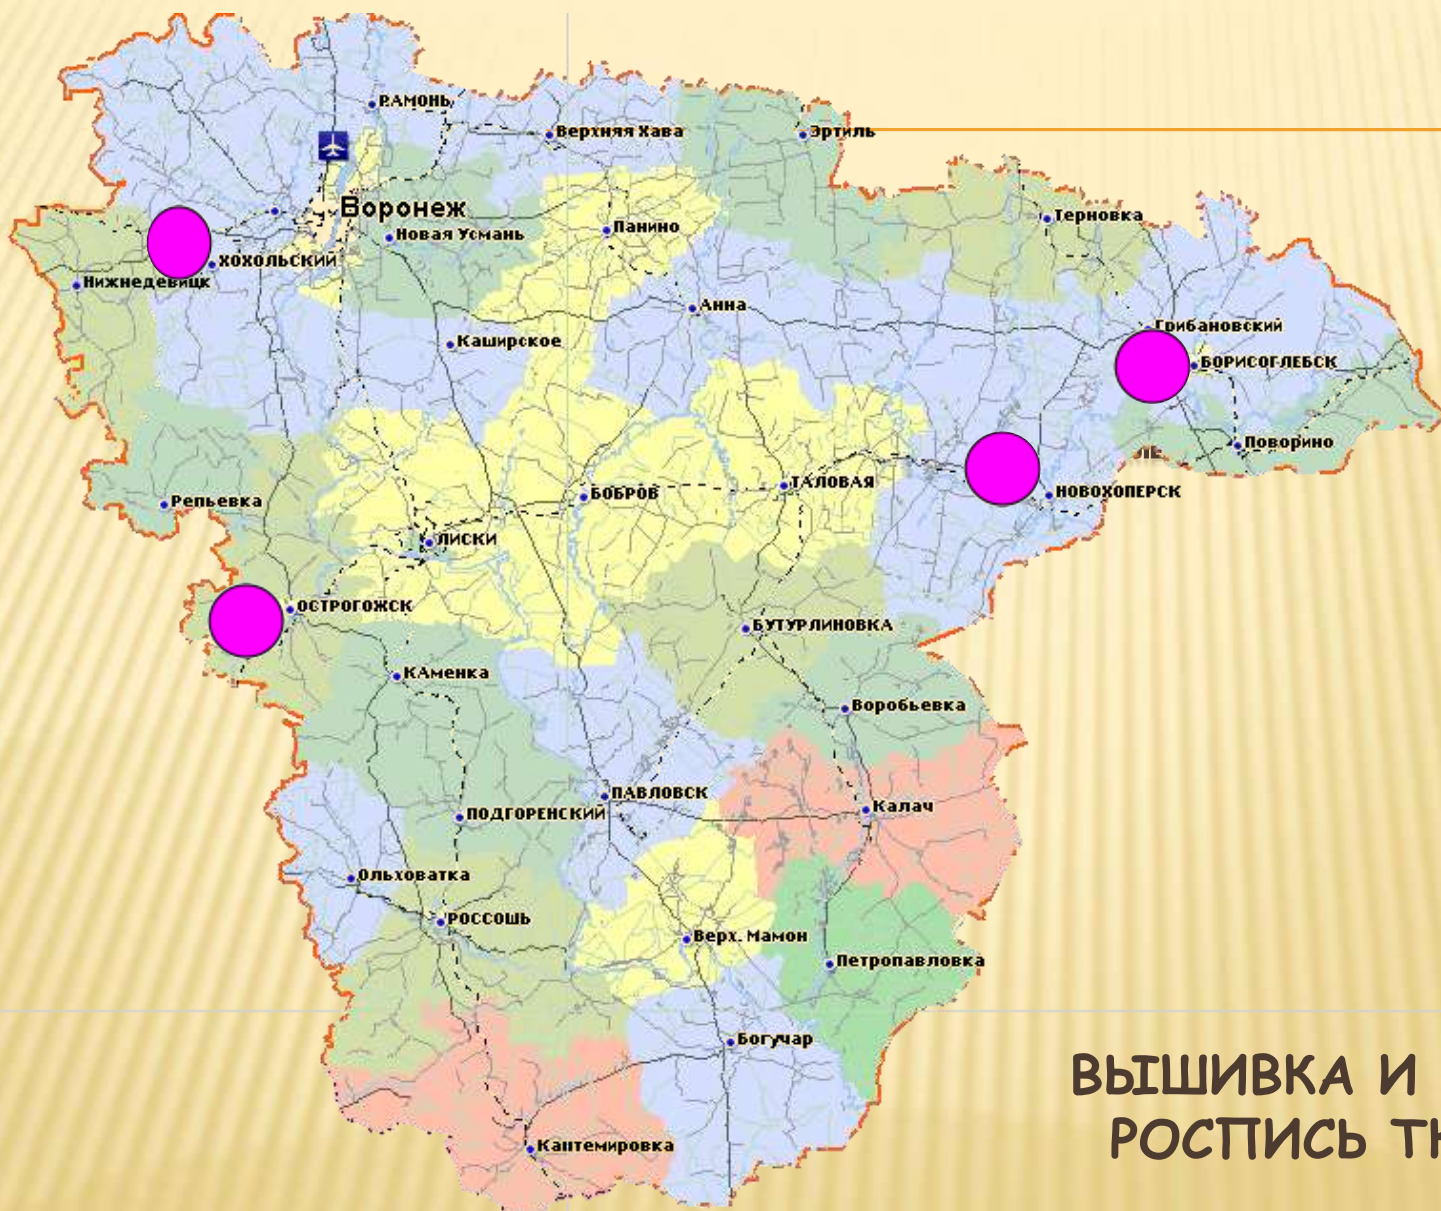 РАМОНЬ
Верхняя Хава
Эртиль
Воронеж
Новая Усмань
Панино
Терновка
ХОХОЛЬСКИЙ
Нижнедевицк
Анна
Грибановский
Каширское
БОРИСОГЛЕБСК
Поворино
Репьевка
БОБРОВ
ТАЛОВАЯ
НОВОХОПЕРСК
ЛИСКИ
ОСТРОГОЖСК
БУТУРЛИНОВКА
КАменка
Воробьевка
ПАВЛОВСК
ПОДГОРЕНСКИЙ
Калач
Ольховатка
РОССОШЬ
Верх. Мамон
Петропавловка
Богучар
Кантемировка
ВЫШИВКА И
РОСПИСЬ